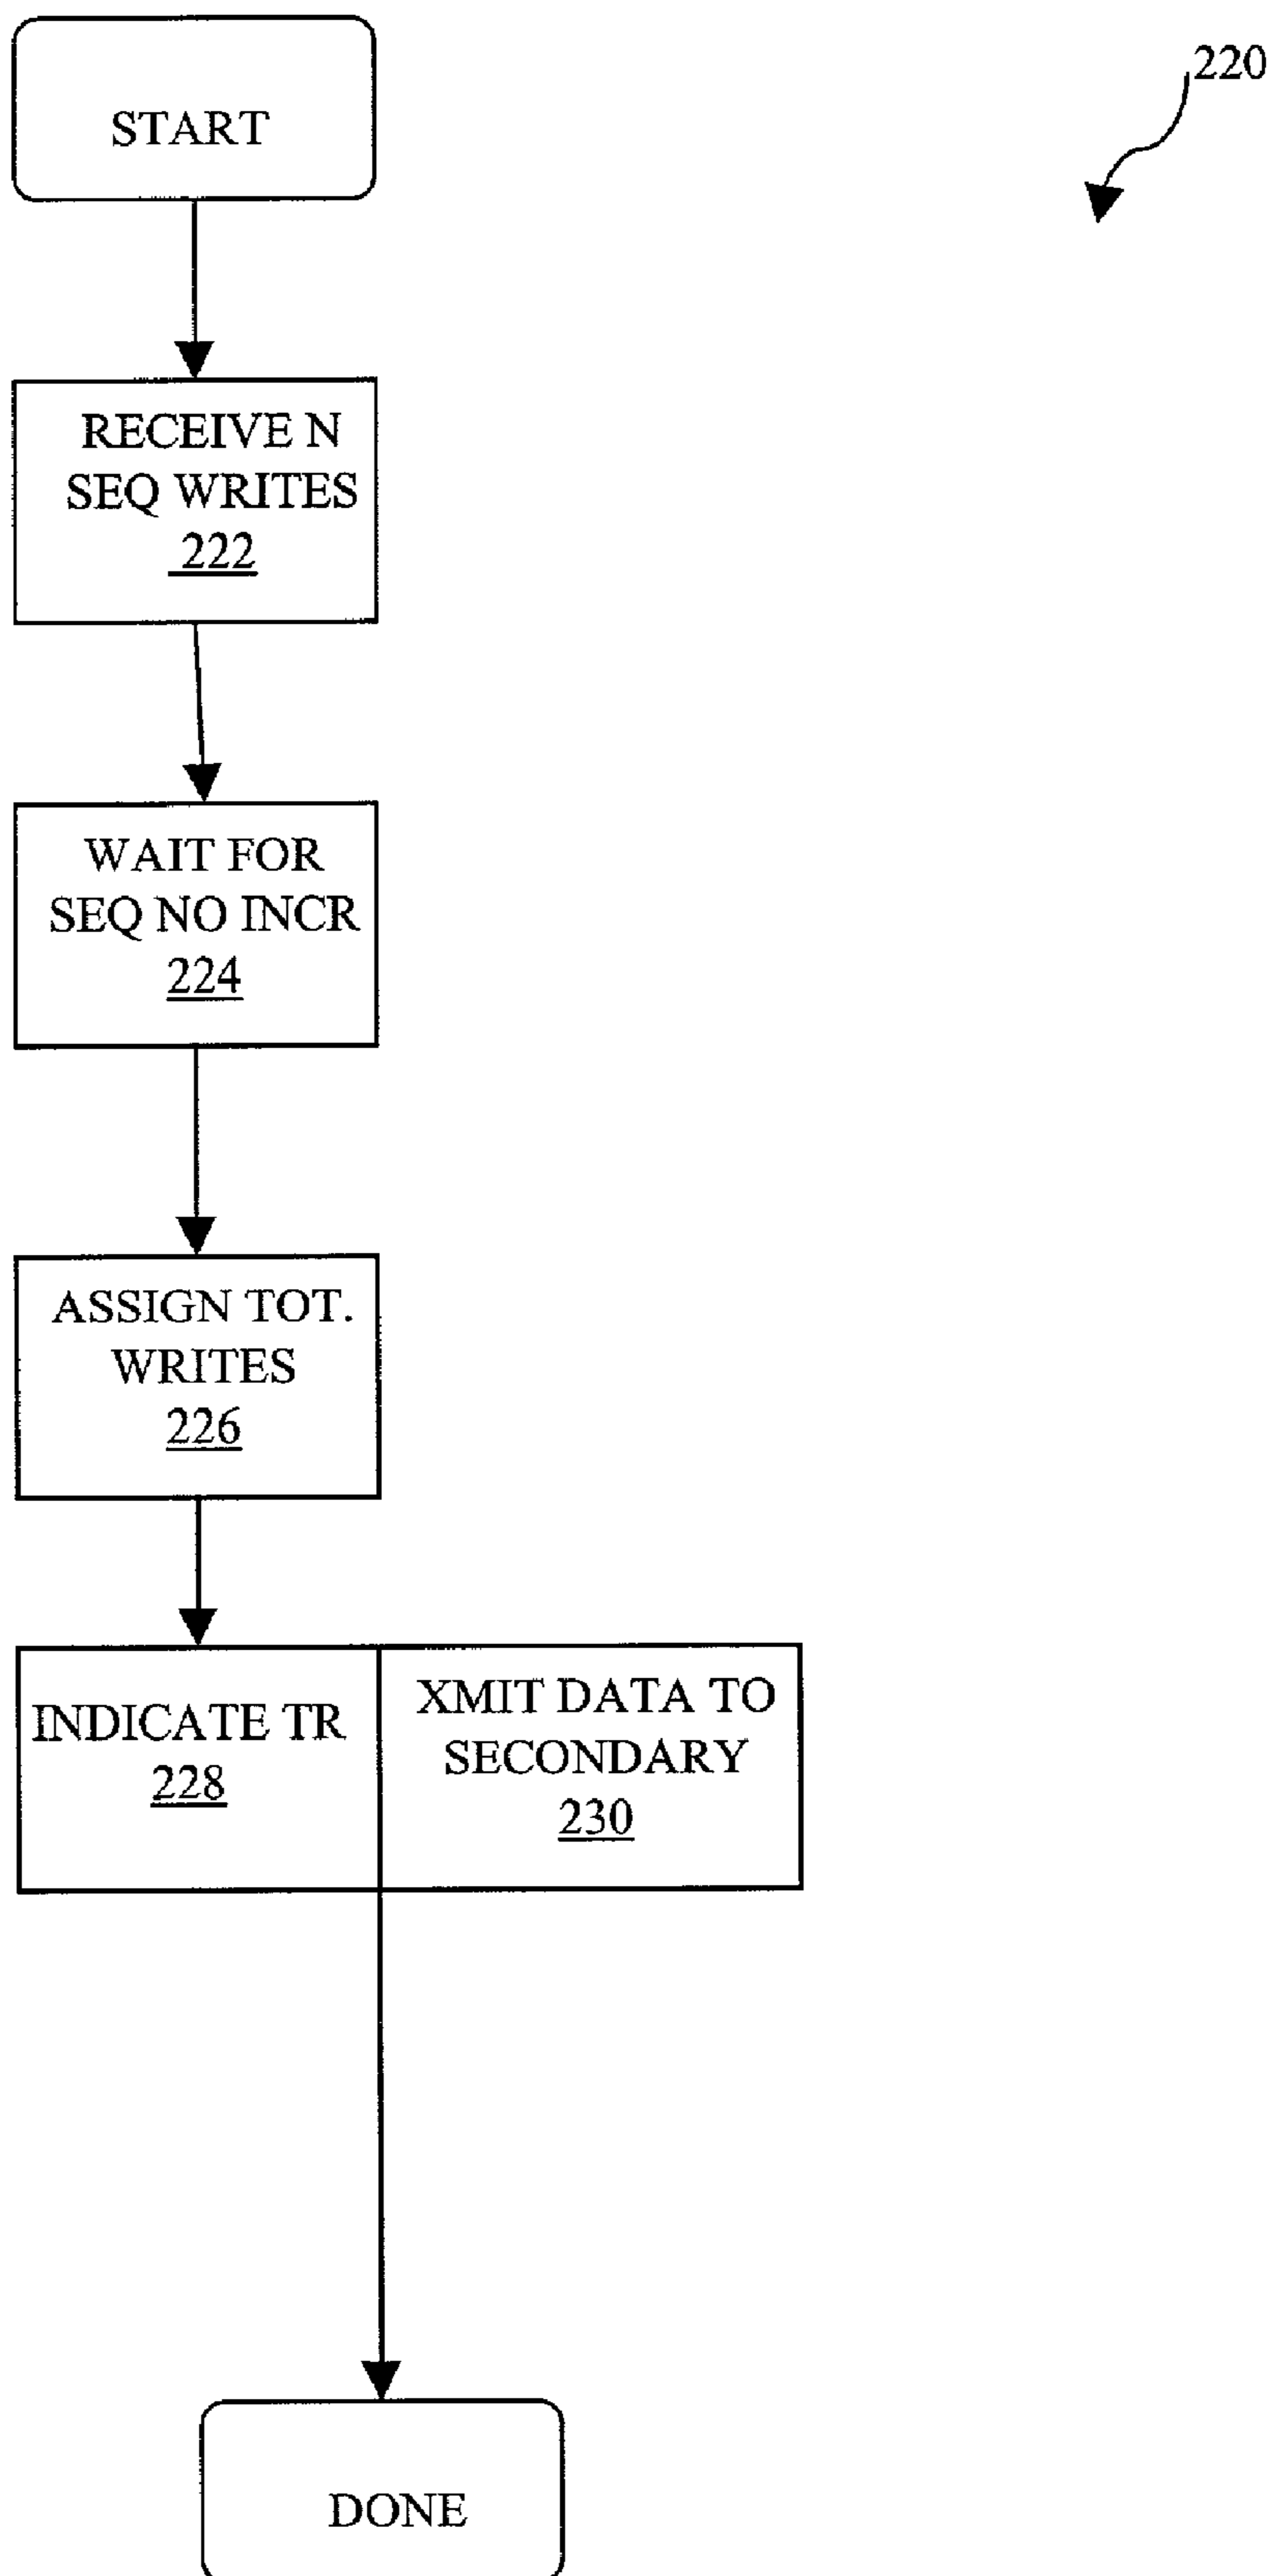 START
220
RECEIVE N
SEQ WRITES
222
WAIT FOR
SEQ NO INCR
224
ASSIGN TOT.
WRITES
226
INDICATE TR
228
XMIT DATA TO
SECONDARY
230
DONE